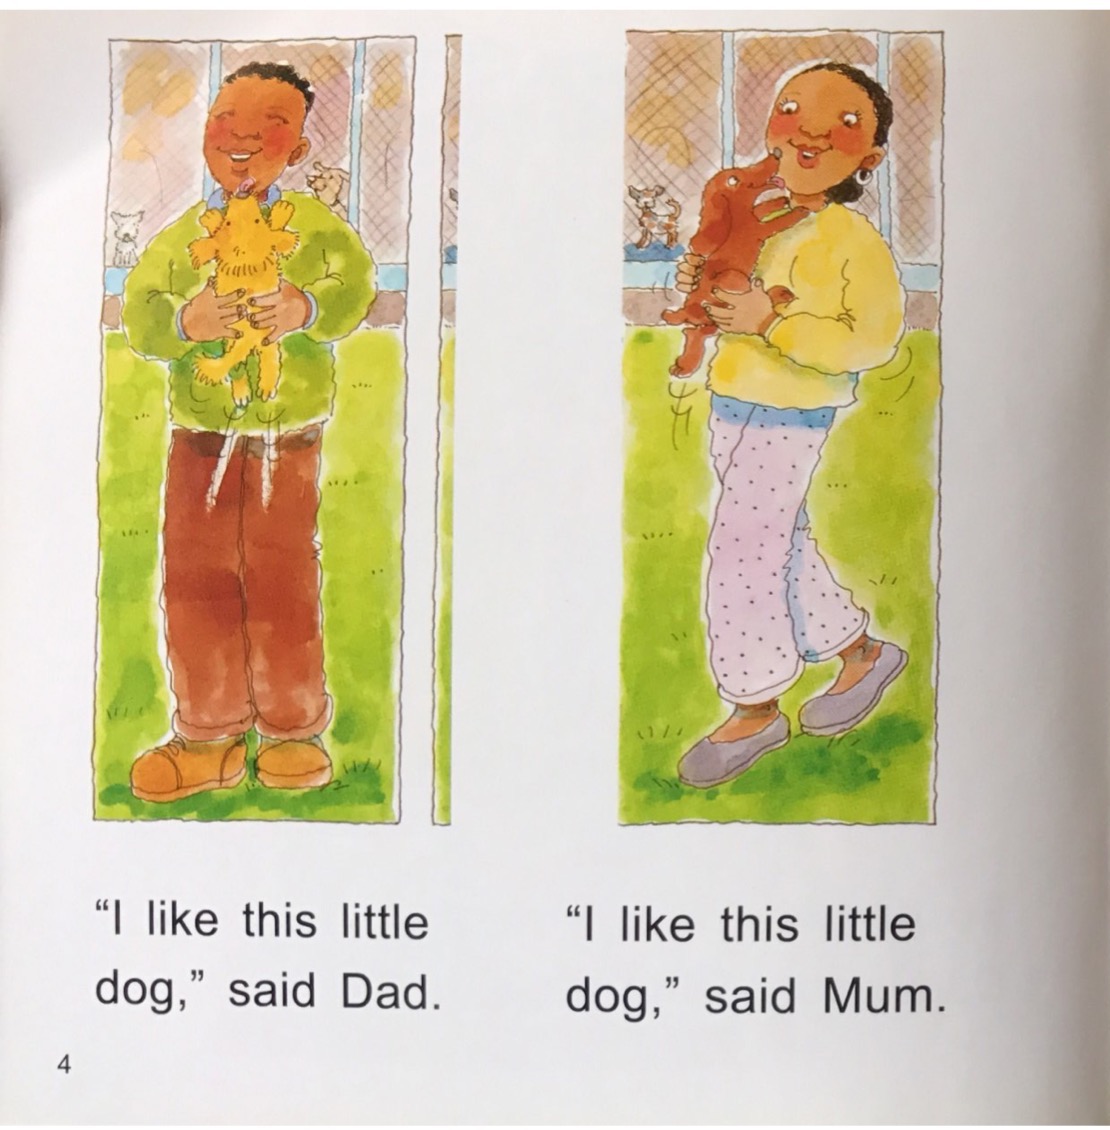 “I like this little
dog,” said Dad.
“I like this little
dog,” said Mum.
4